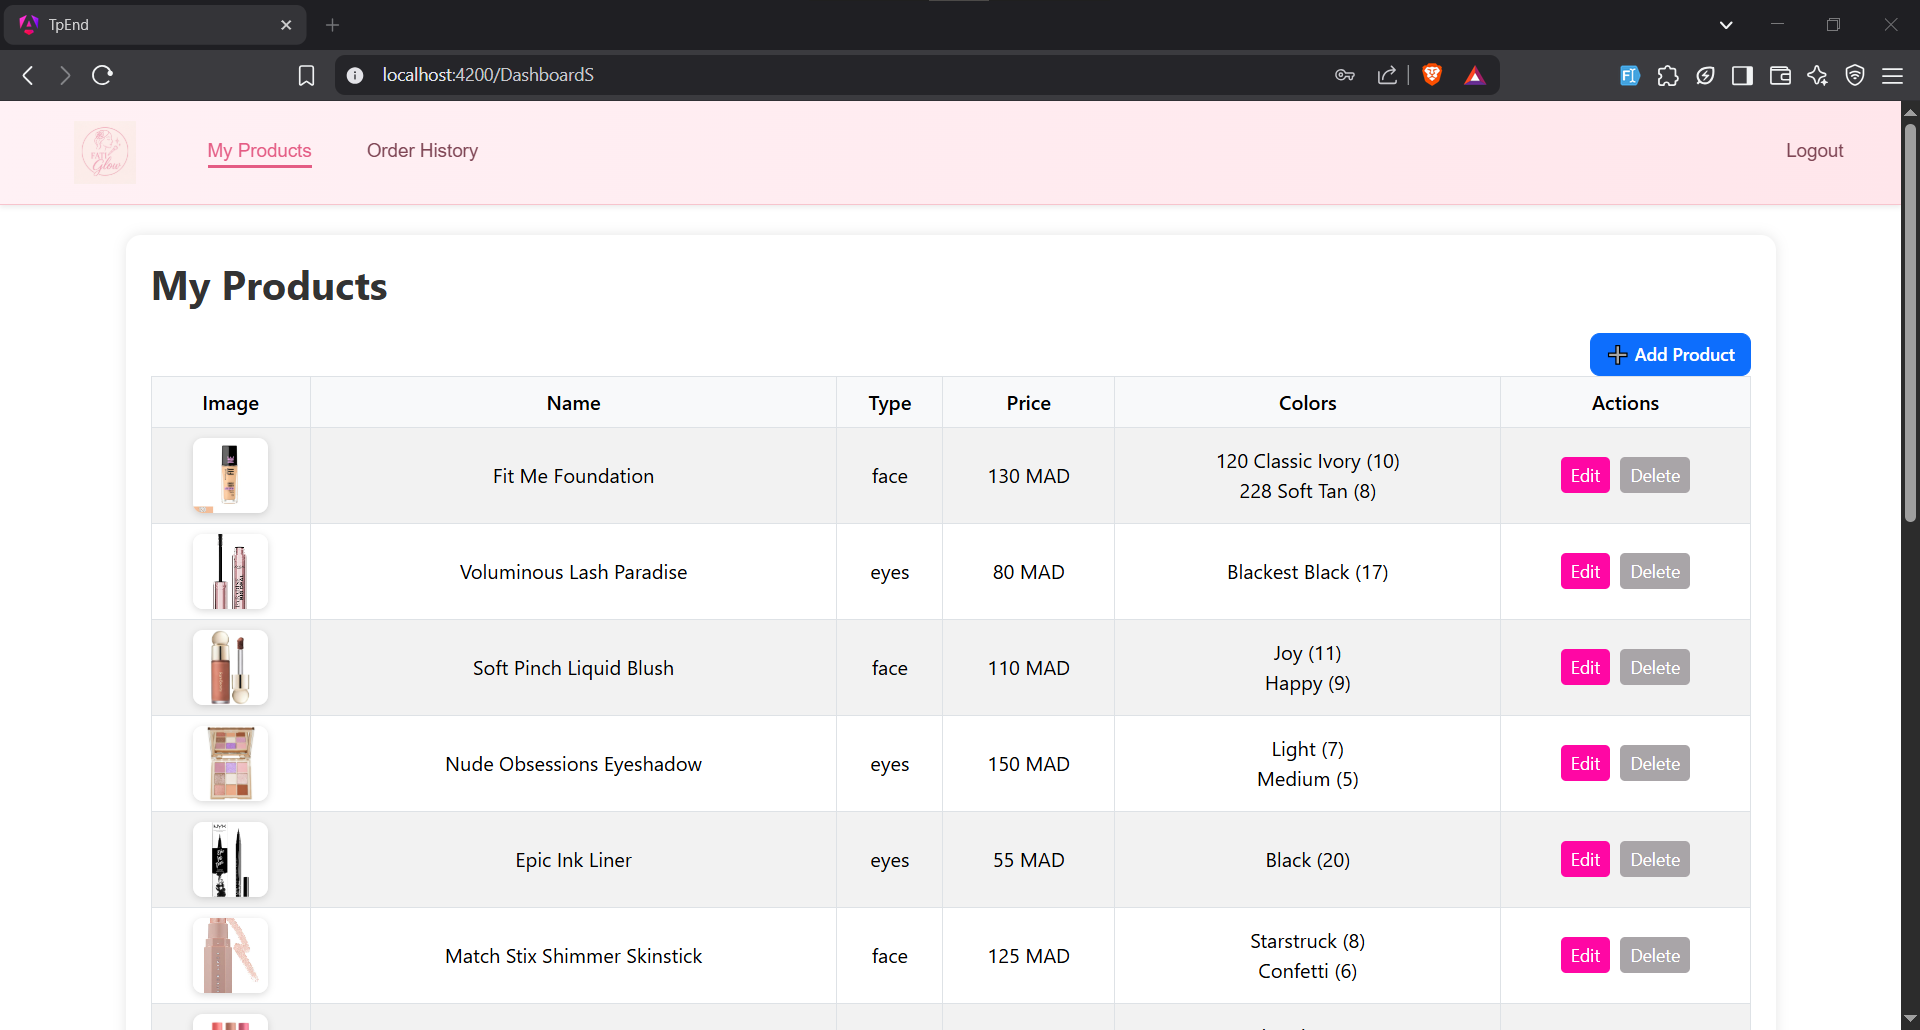 TpEnd
localhost:4200/DashboardS
FATI
Glow
My Products
Order History
Logout
My Products
Add Product
Image Name Type Price Colors Actions
Fit Me Foundation face 130 MAD 120 Classic Ivory (10)
228 Soft Tan (8) Edit Delete
Voluminous Lash Paradise eyes 80 MAD Blackest Black (17) Edit Delete
Soft Pinch Liquid Blush face 110 MAD Joy (11)
Happy (9) Edit Delete
Nude Obsessions Eyeshadow eyes 150 MAD Light (7)
Medium (5) Edit Delete
NYX
Epic Ink Liner eyes 55 MAD Black (20) Edit Delete
Match Stix Shimmer Skinstick face 125 MAD Starstruck (8)
Confetti (6) Edit Delete